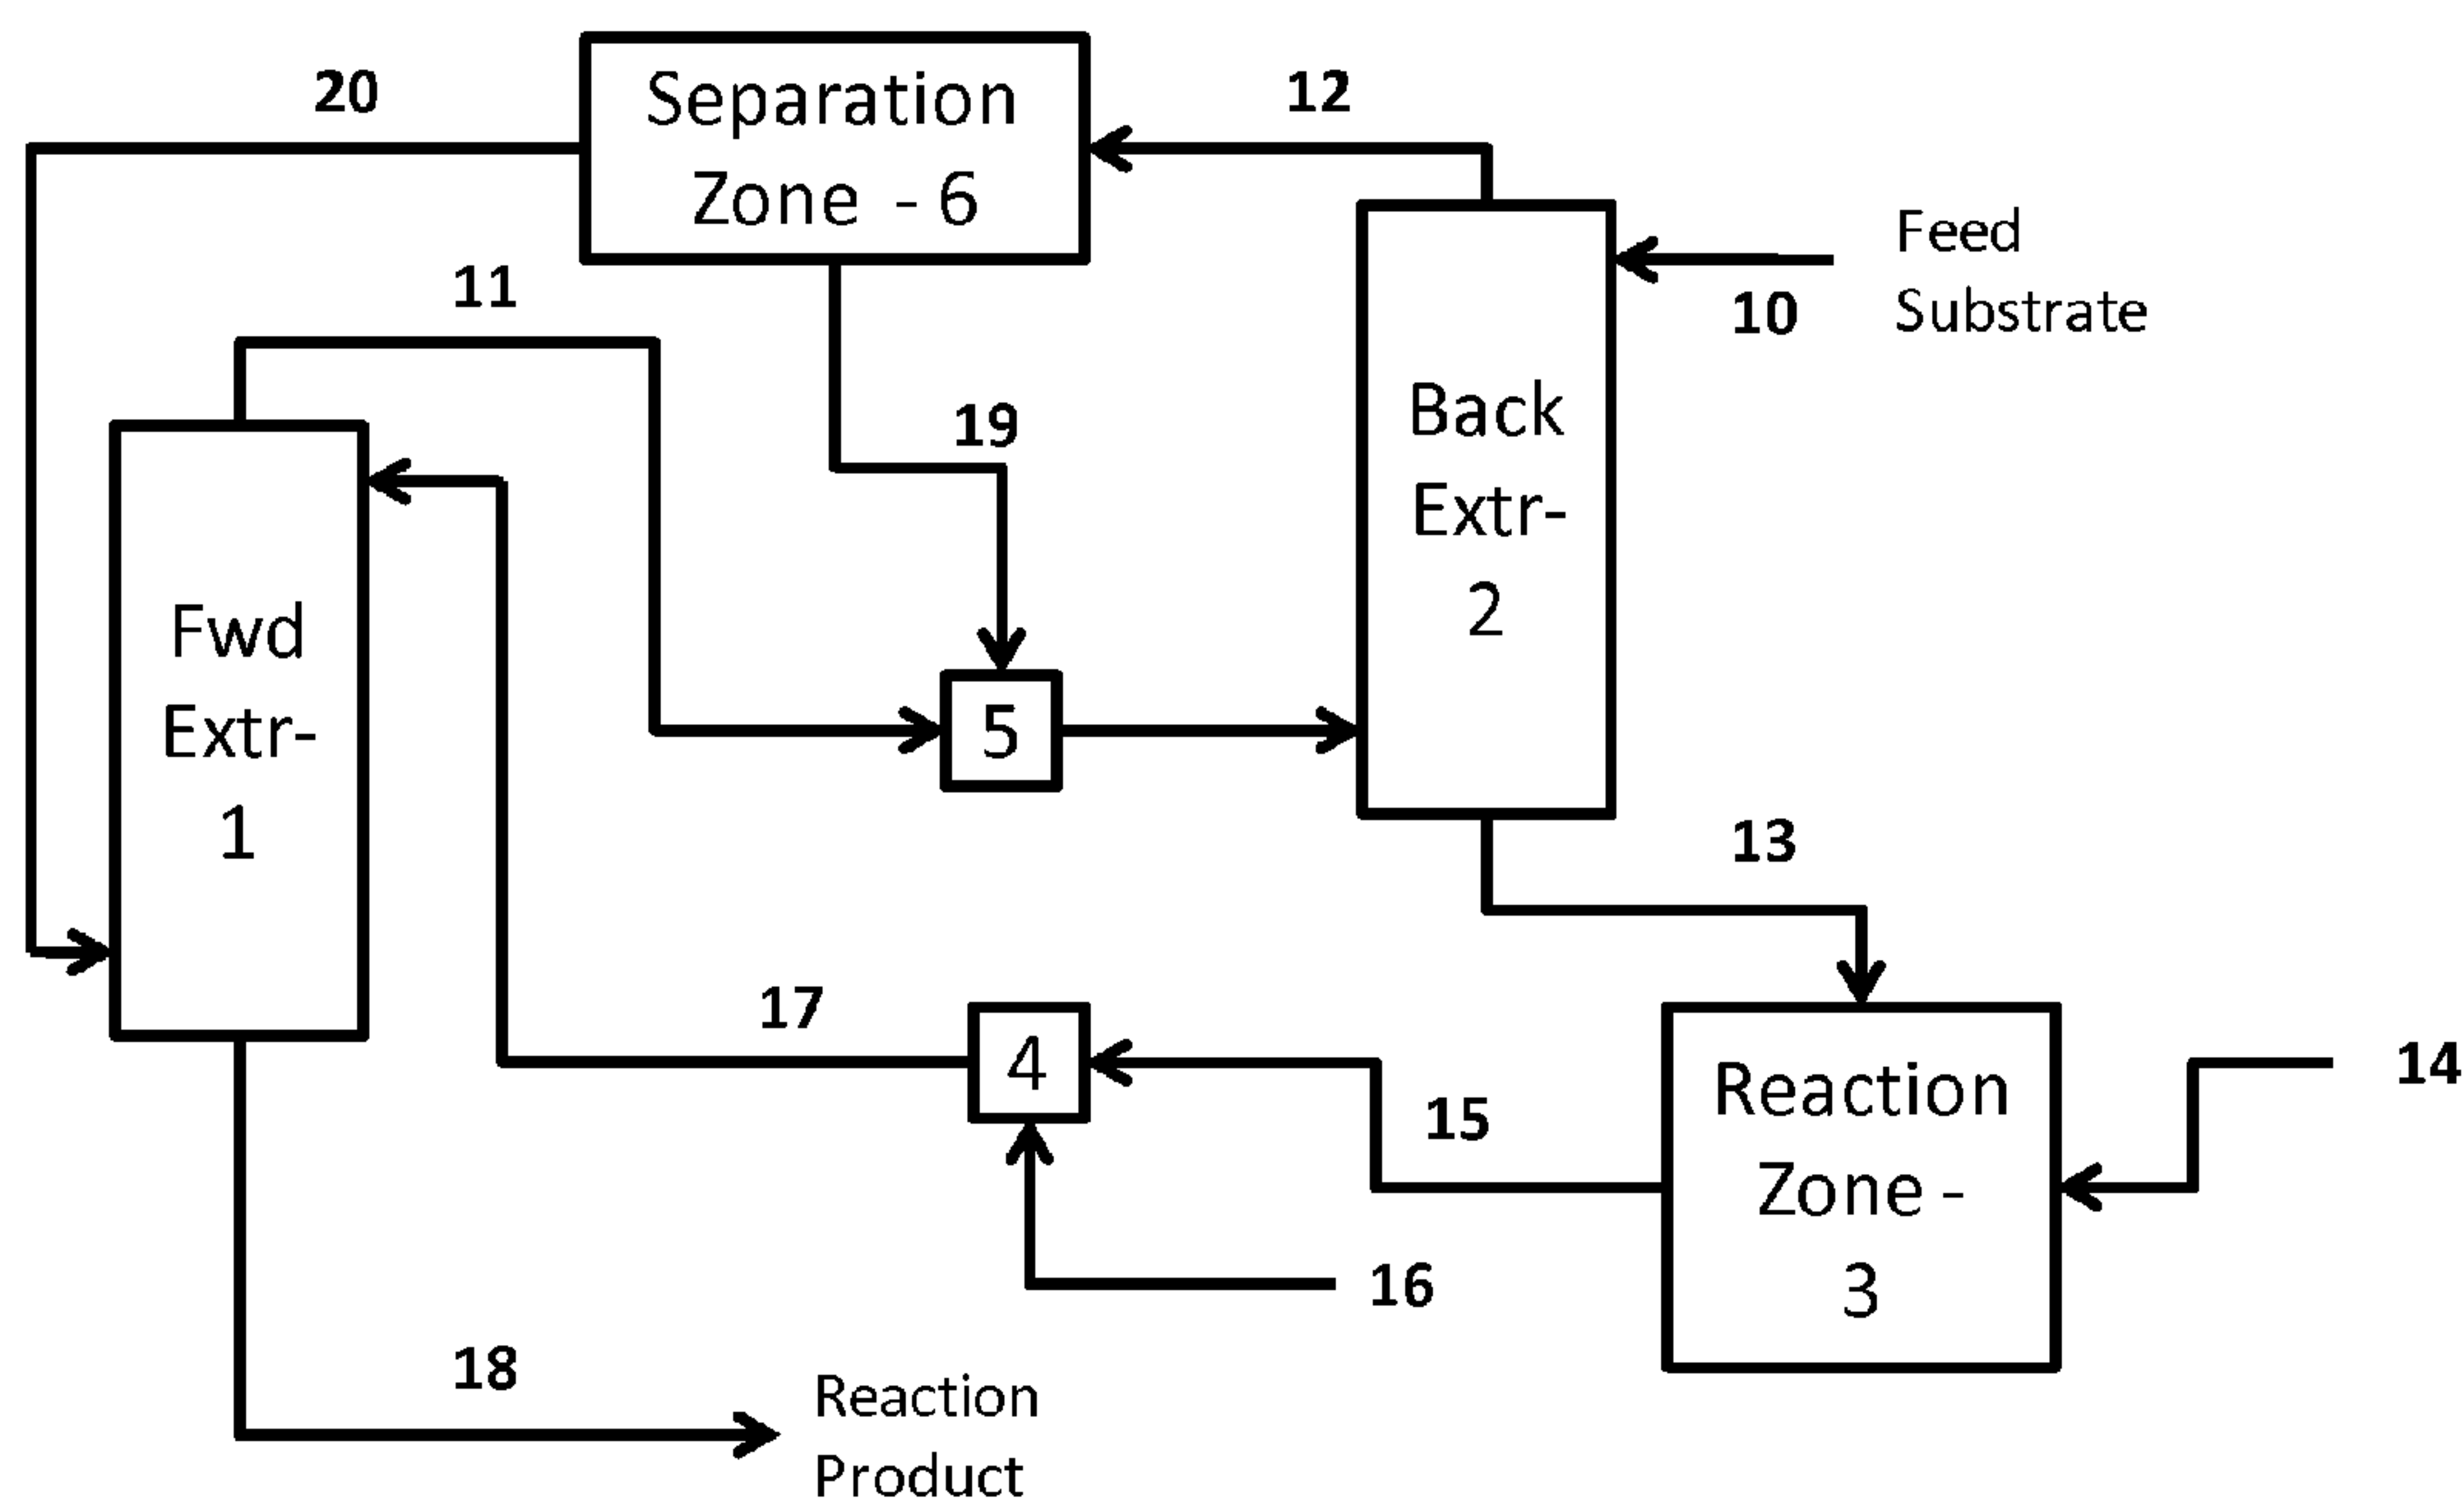 20
Separation
Zone - 6
12
Feed
Substrate
10
11
19
Back
Extr-
2
Fwd
Extr-
1
5
13
17
4
15
14
Reaction
Zone -
3
16
18
Reaction
Product